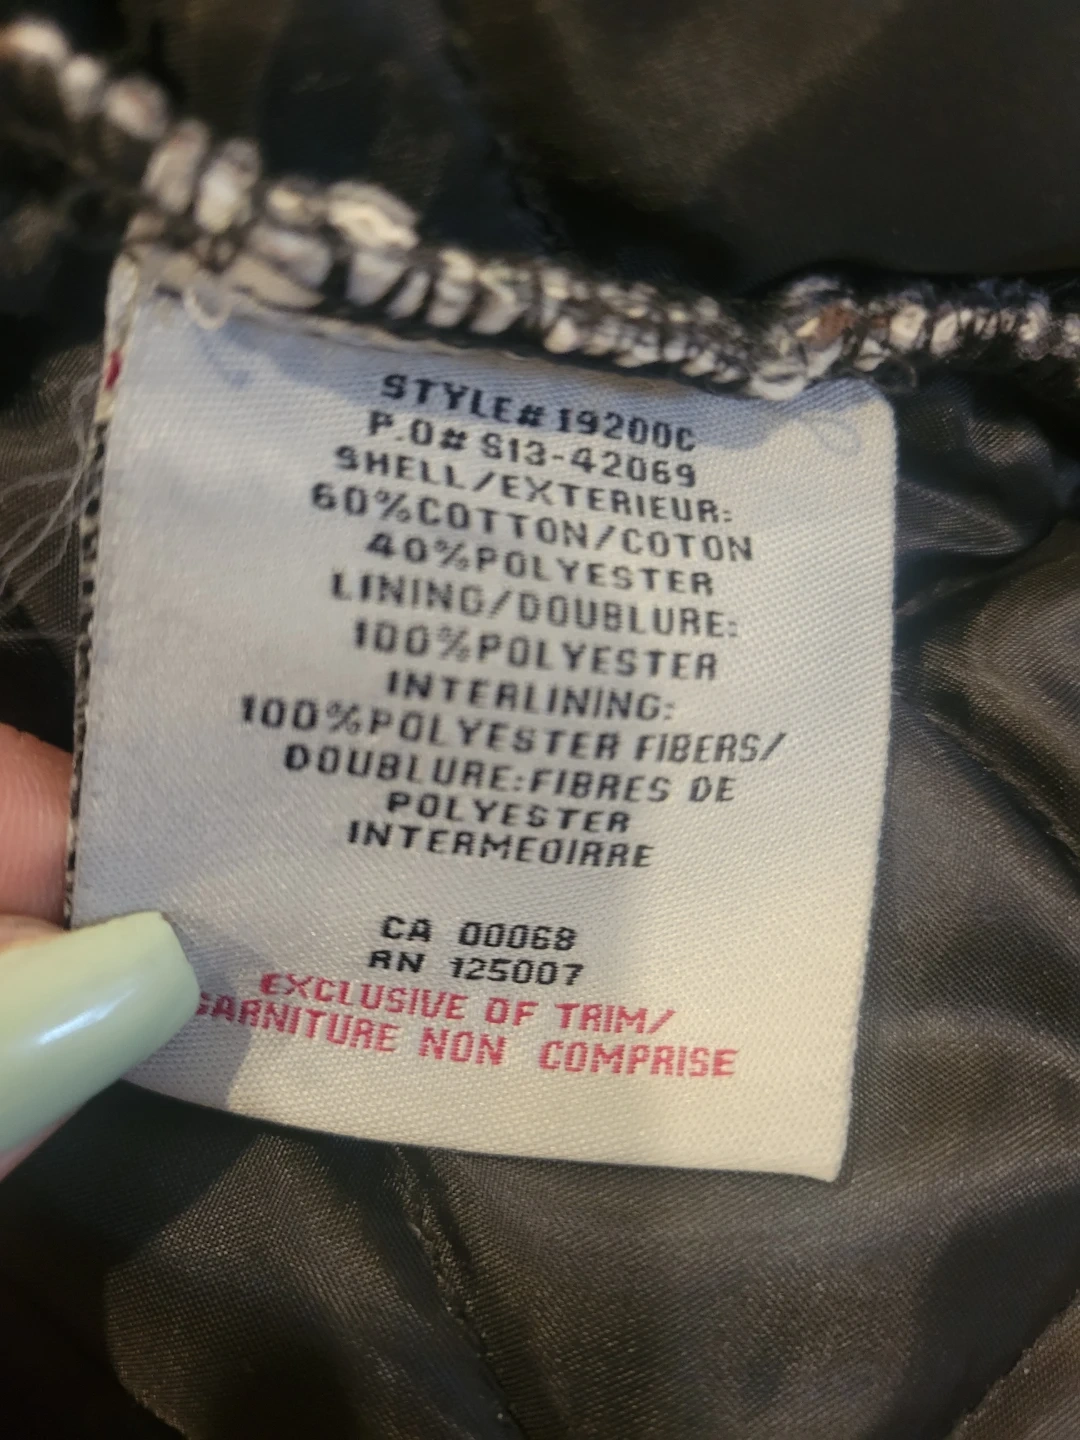 STYLE# 19200C
P.O# S13-42069
SHELL/EXTERIEUR:
60%COTTON/COTON
40%POLYESTER
LINING/DOUBLURE:
100%POLYESTER
INTERLINING:
100%POLYESTER FIBERS/
DOUBLURE:FIBRES DE
POLYESTER
INTERMEDIRRE
CA 00068
RN 125007
EXCLUSIVE OF TRIM/
GARNITURE NON COMPRISE